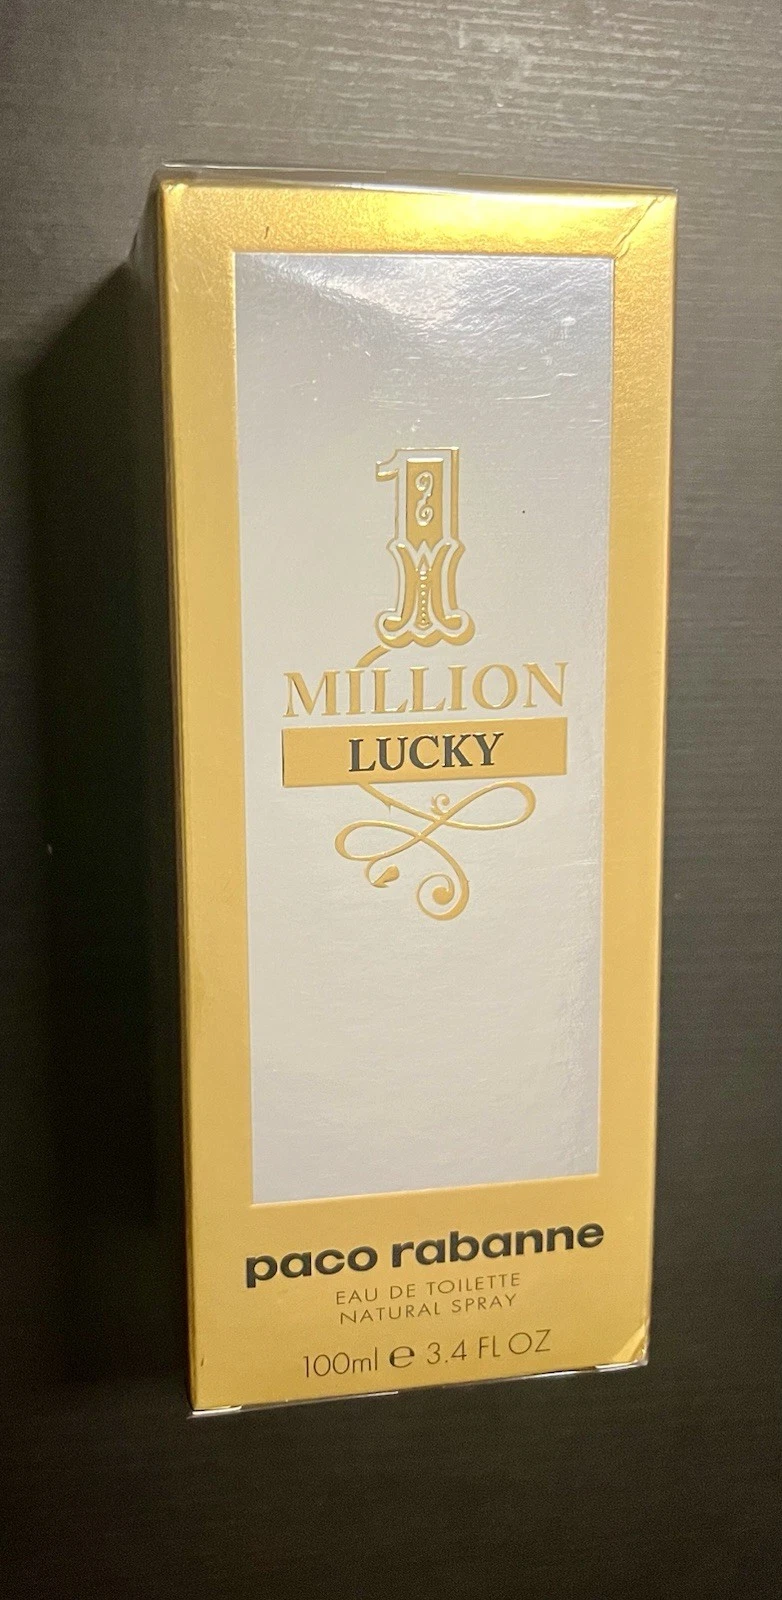 1
MILLION
LUCKY
paco rabanne
EAU DE TOILETTE
NATURAL SPRAY
100ml ℮ 3.4 FL OZ